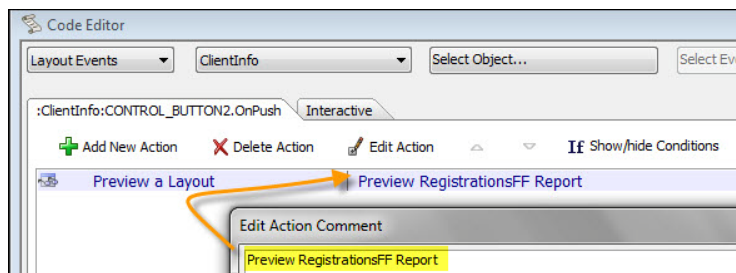 Code Editor
Layout Events ClientInfo Select Object... Select Ev
:ClientInfo:CONTROL_BUTTON2.OnPush Interactive
Add New Action Delete Action Edit Action If Show/hide Conditions
Preview a Layout Preview RegistrationsFF Report
Edit Action Comment
Preview RegistrationsFF Report